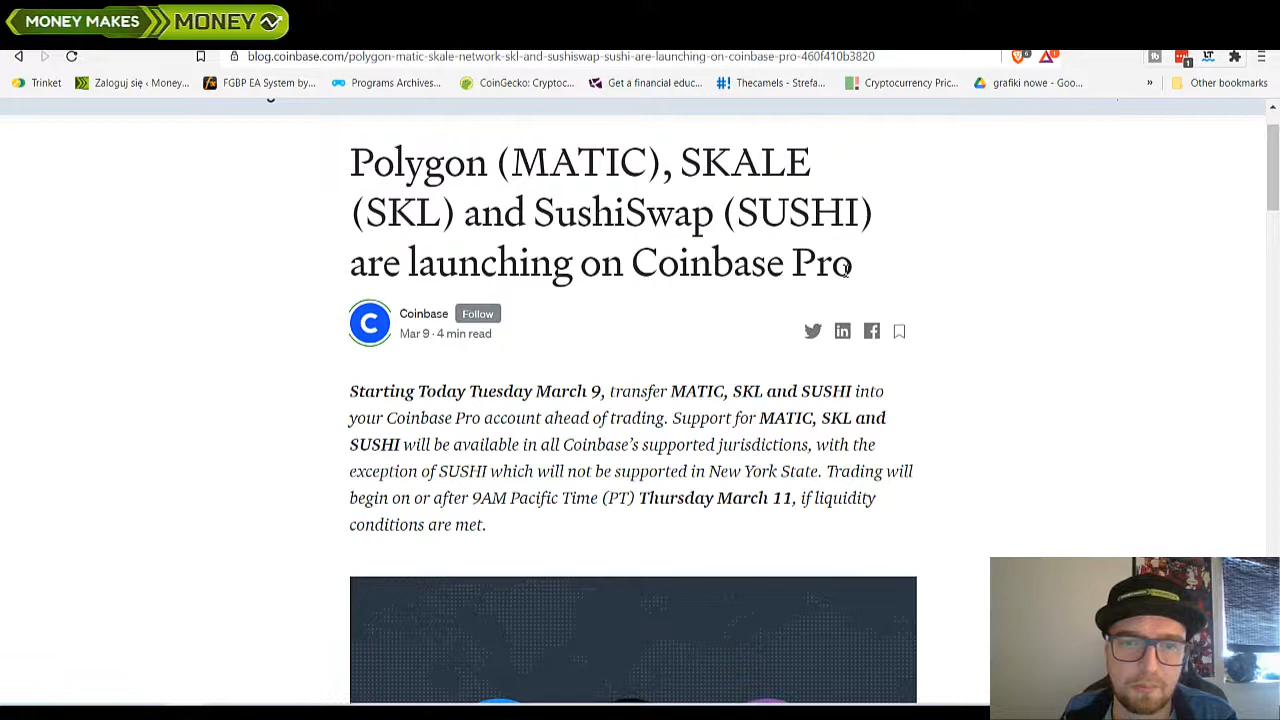 MONEY MAKES MONEY
blog.coinbase.com/polygon-matic-skale-network-skl-and-sushiswap-sushi-are-launching-on-coinbase-pro-460f410b3820
Trinket Zaloguj się ‹ Money... FGBP EA System by... Programs Archives... CoinGecko: Cryptoc... Get a financial educ... Thecamels - Strefa... Cryptocurrency Pric... grafiki nowe - Goo... » Other bookmarks
Polygon (MATIC), SKALE
(SKL) and SushiSwap (SUSHI)
are launching on Coinbase Pro
Coinbase Follow
Mar 9 · 4 min read
Starting Today Tuesday March 9, transfer MATIC, SKL and SUSHI into
your Coinbase Pro account ahead of trading. Support for MATIC, SKL and
SUSHI will be available in all Coinbase’s supported jurisdictions, with the
exception of SUSHI which will not be supported in New York State. Trading will
begin on or after 9AM Pacific Time (PT) Thursday March 11, if liquidity
conditions are met.